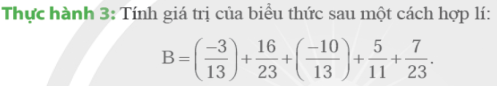 Thực hành 3: Tính giá trị của biểu thức sau một cách hợp lí:
B = (−3/13) + 16/23 + (−10/13) + 5/11 + 7/23.